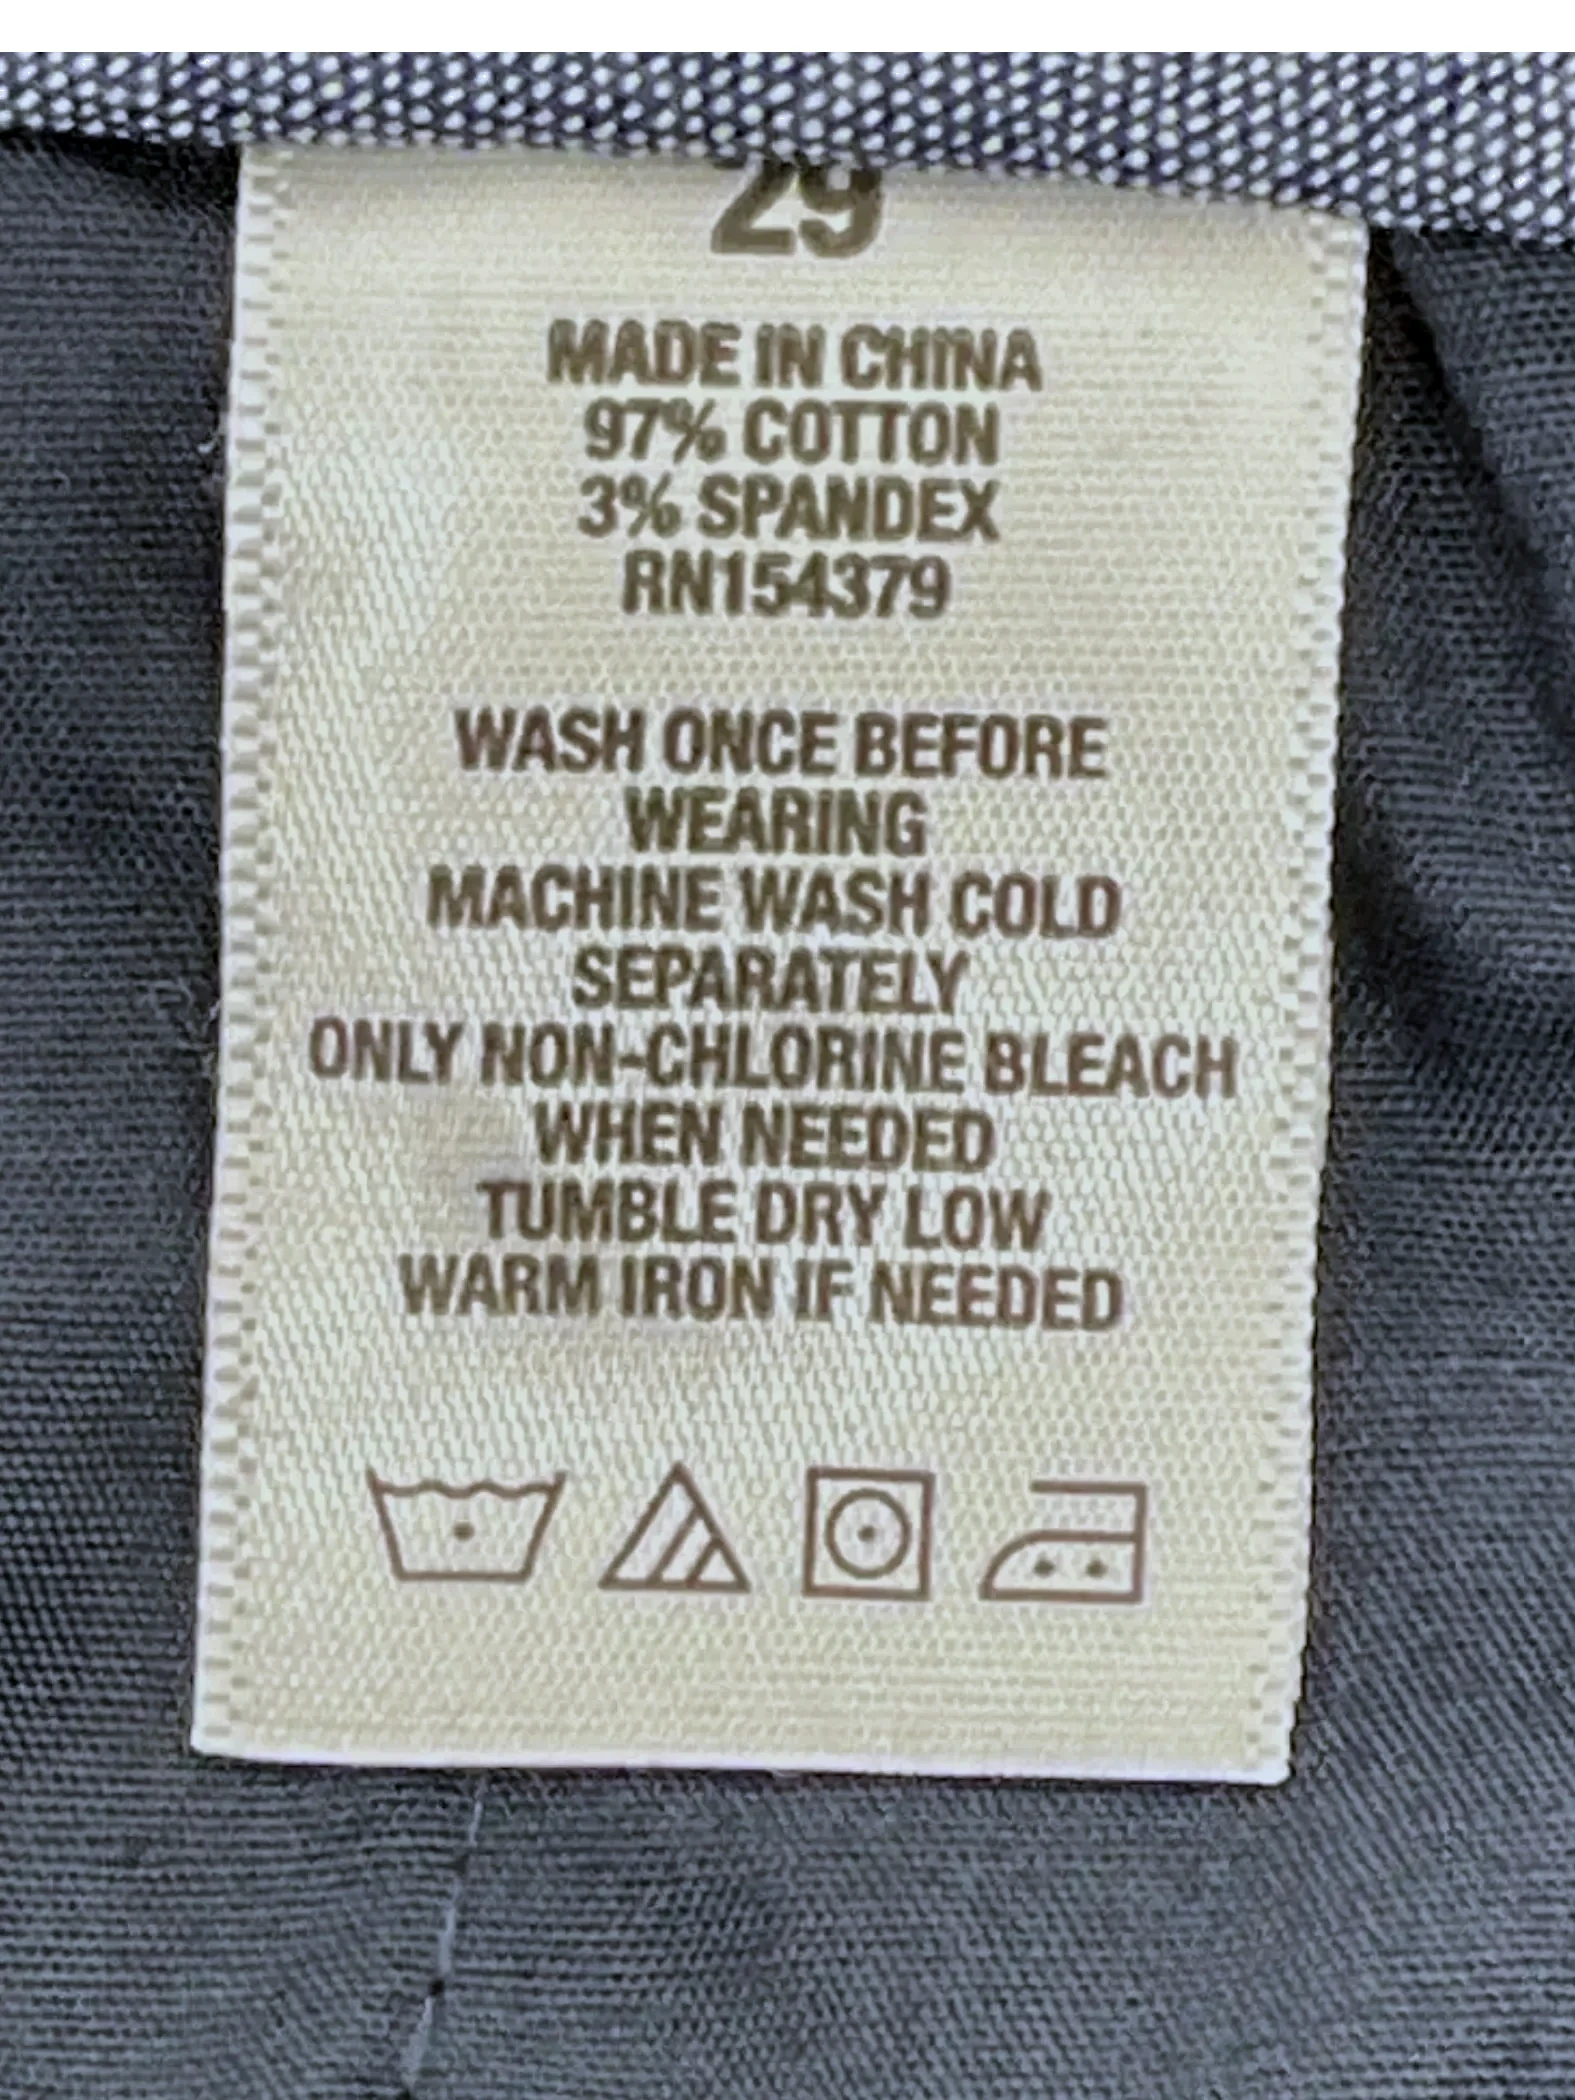 29
MADE IN CHINA
97% COTTON
3% SPANDEX
RN154379
WASH ONCE BEFORE
WEARING
MACHINE WASH COLD
SEPARATELY
ONLY NON-CHLORINE BLEACH
WHEN NEEDED
TUMBLE DRY LOW
WARM IRON IF NEEDED